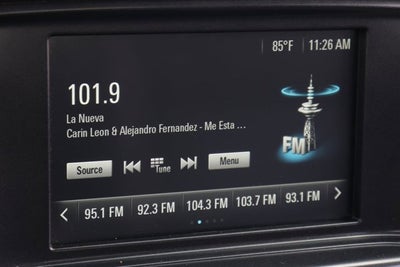 85°F 11:26 AM
101.9
La Nueva
Carin Leon & Alejandro Fernandez - Me Esta ...
FM
Source Tune Menu
95.1 FM 92.3 FM 104.3 FM 103.7 FM 93.1 FM